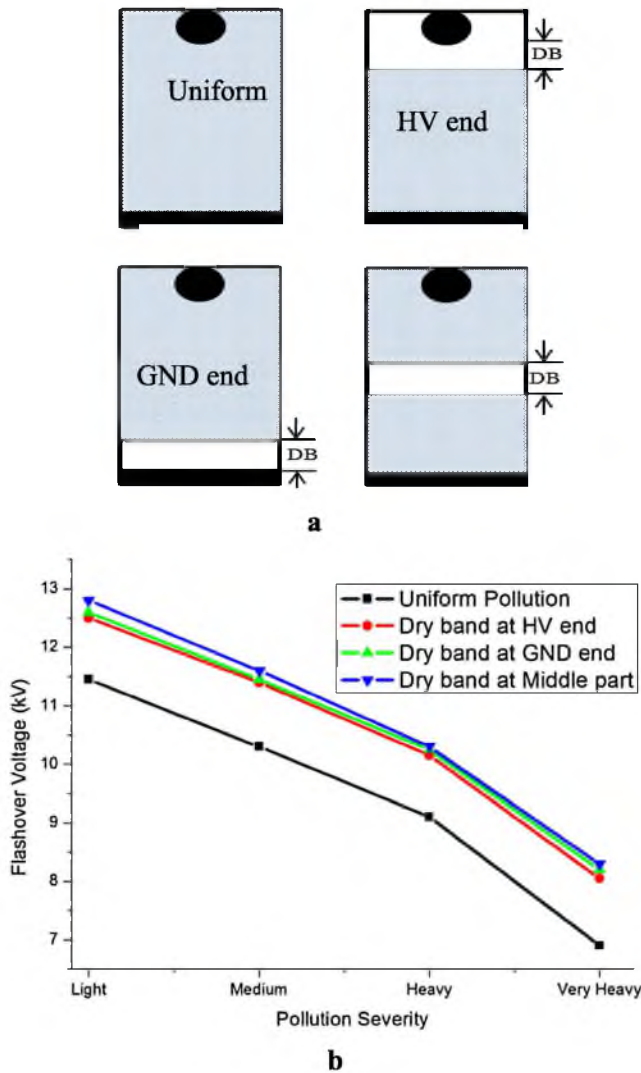 Uniform
DB
HV end
GND end
DB
DB
a
Uniform Pollution
Dry band at HV end
Dry band at GND end
Dry band at Middle part
13
12
11
10
9
8
7
Flashover Voltage (kV)
Light
Medium
Heavy
Very Heavy
Pollution Severity
b